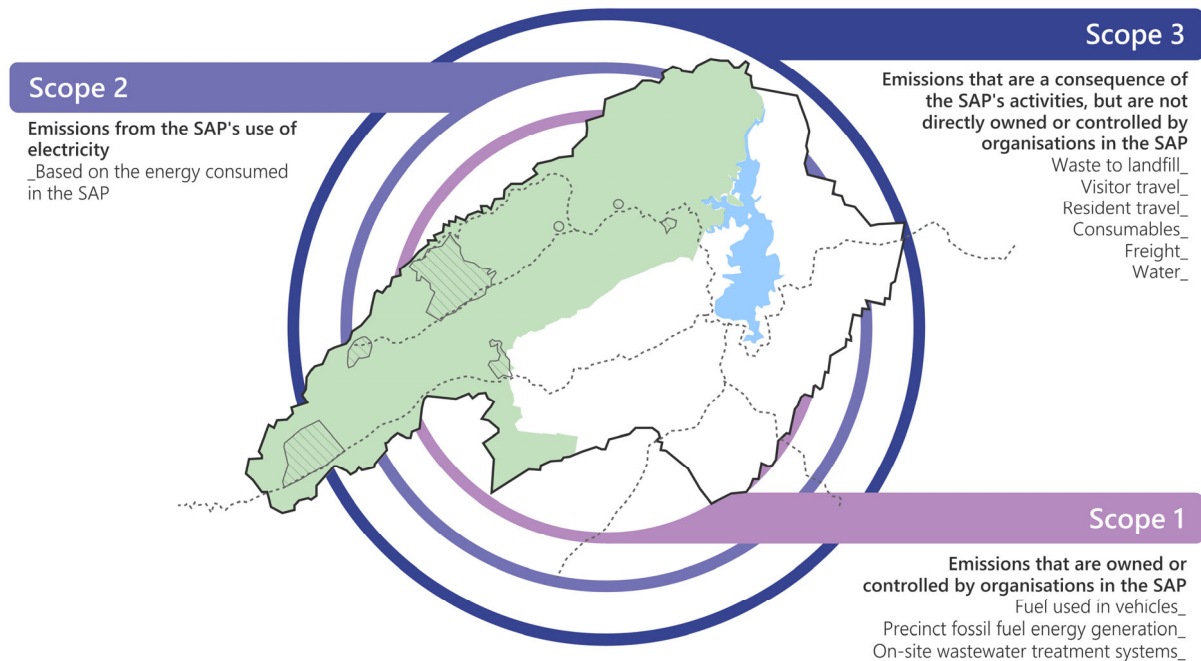 Scope 3
Emissions that are a consequence of
the SAP's activities, but are not
directly owned or controlled by
organisations in the SAP
Waste to landfill_
Visitor travel_
Resident travel_
Consumables_
Freight_
Water_
Scope 2
Emissions from the SAP's use of
electricity
_Based on the energy consumed
in the SAP
Scope 1
Emissions that are owned or
controlled by organisations in the SAP
Fuel used in vehicles_
Precinct fossil fuel energy generation_
On-site wastewater treatment systems_